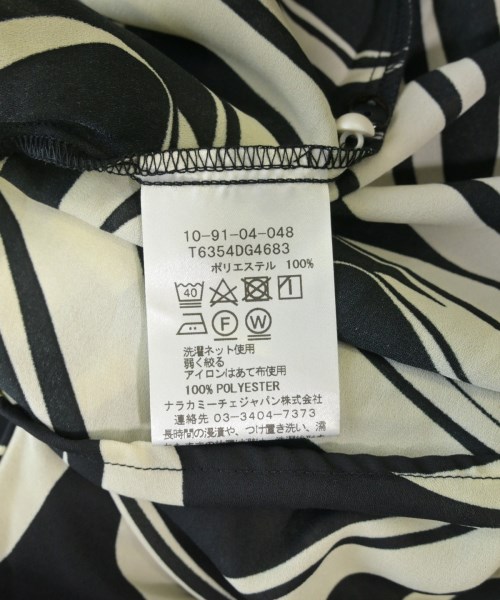 10-91-04-048
T6354DG4683
ポリエステル 100%
40
F W
洗濯ネット使用
弱く絞る
アイロンはあて布使用
100% POLYESTER
ナラカミーチェジャパン株式会社
連絡先 03-3404-7373
長時間の浸漬や、つけ置き洗い、濡